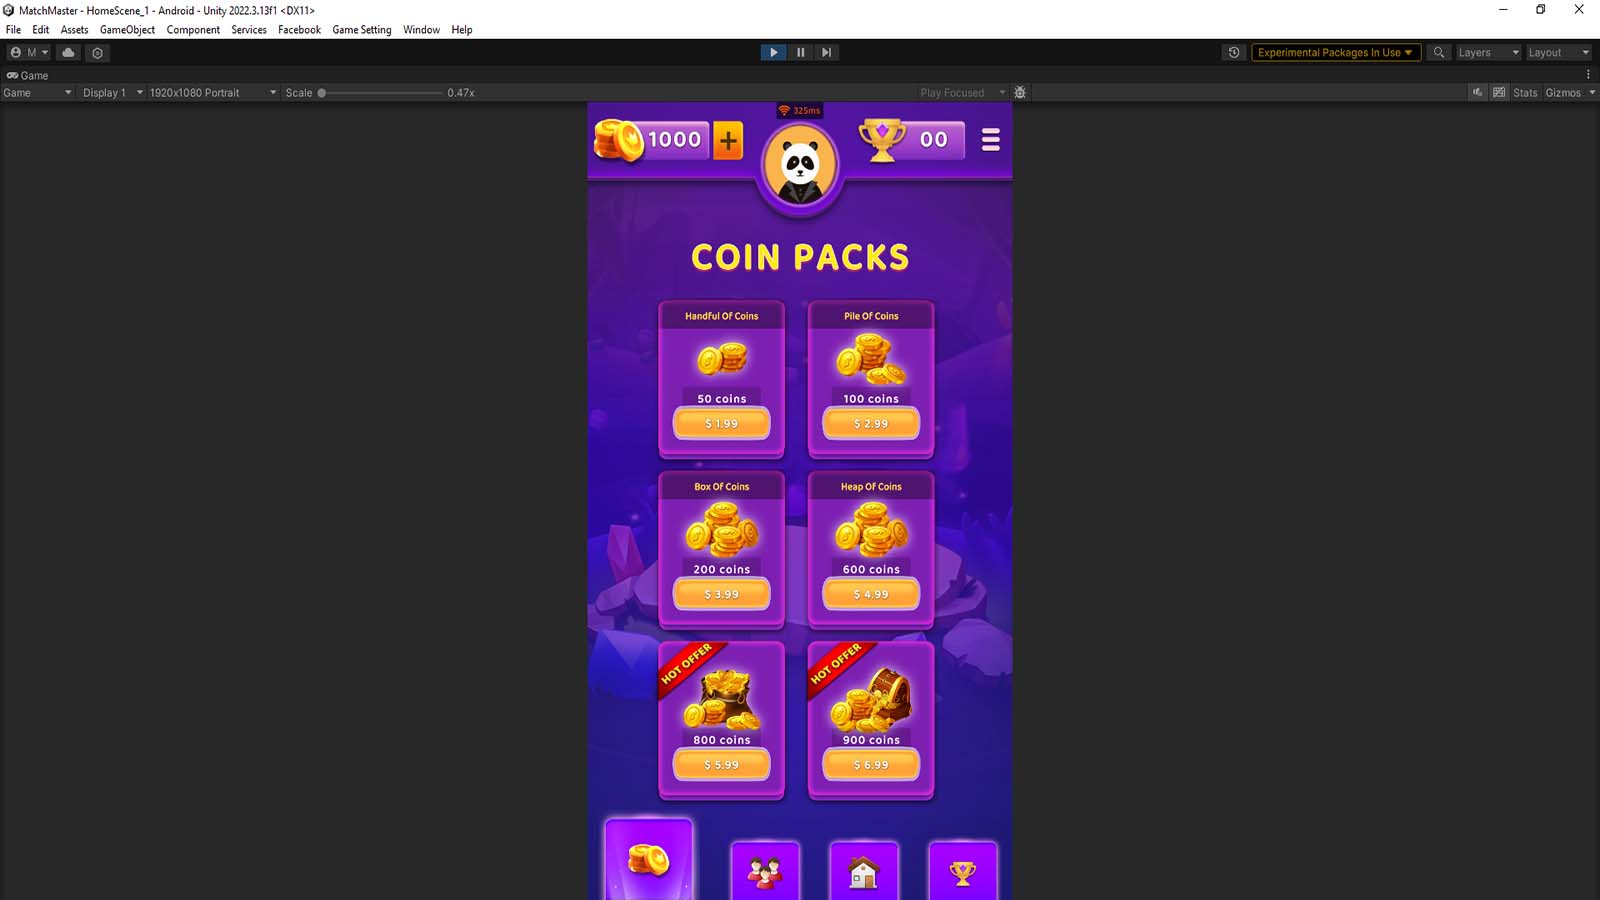 MatchMaster - HomeScene_1 - Android - Unity 2022.3.13f1 <DX11>
File Edit Assets GameObject Component Services Facebook Game Setting Window Help
M Experimental Packages In Use Layers Layout
Game
Game Display 1 1920x1080 Portrait Scale 0.47x Play Focused Stats Gizmos
325ms
1000 00
COIN PACKS
Handful Of Coins Pile Of Coins
50 coins 100 coins
$ 1.99 $ 2.99
Box Of Coins Heap Of Coins
200 coins 600 coins
$ 3.99 $ 4.99
HOT OFFER HOT OFFER
800 coins 900 coins
$ 5.99 $ 6.99